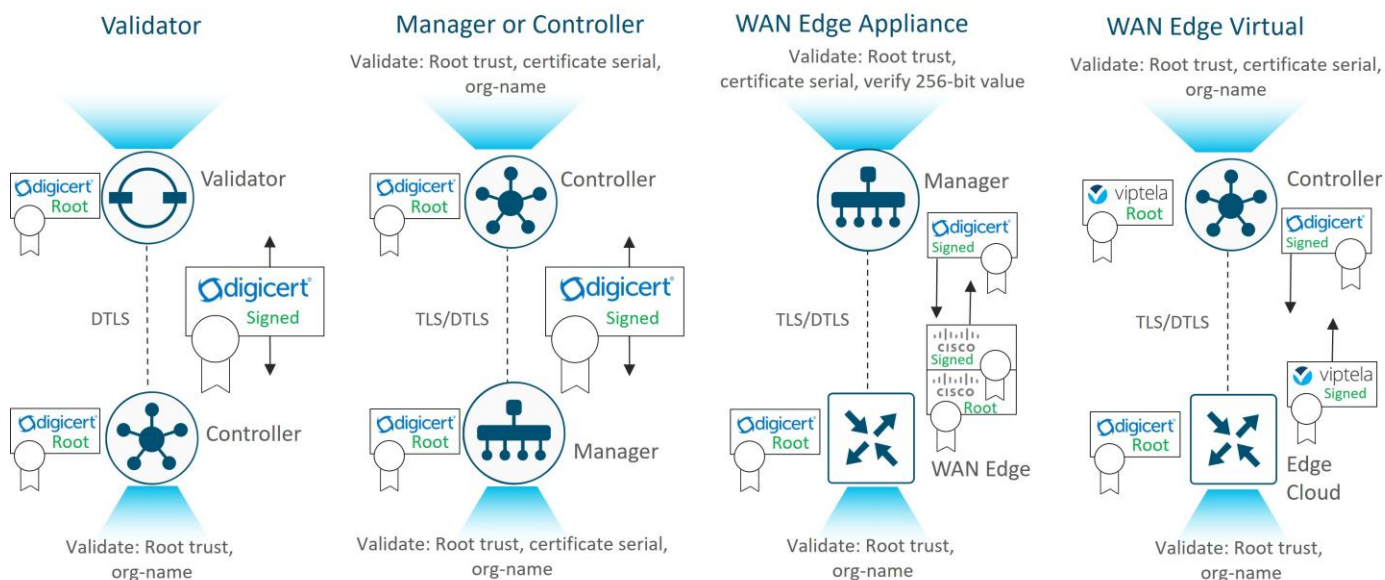 Validator
Validator
digicert®
Root
DTLS
digicert®
Signed
digicert®
Root
Controller
Validate: Root trust,
org-name
Manager or Controller
Validate: Root trust, certificate serial,
org-name
digicert®
Root
Controller
TLS/DTLS
digicert®
Signed
digicert®
Root
Manager
Validate: Root trust, certificate serial,
org-name
WAN Edge Appliance
Validate: Root trust,
certificate serial, verify 256-bit value
Manager
digicert®
Signed
TLS/DTLS
CISCO
Signed
CISCO
Root
digicert®
Root
WAN Edge
Validate: Root trust,
org-name
WAN Edge Virtual
Validate: Root trust, certificate serial,
org-name
viptela
Root
Controller
digicert®
Signed
TLS/DTLS
viptela
Signed
digicert®
Root
Edge
Cloud
Validate: Root trust,
org-name